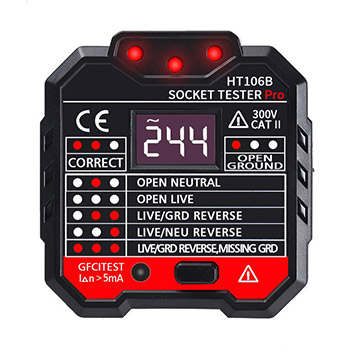 HT106B
SOCKET TESTER Pro
CE
244
300V
CAT II
CORRECT
OPEN
GROUND
OPEN NEUTRAL
OPEN LIVE
LIVE/GRD REVERSE
LIVE/NEU REVERSE
LIVE/GRD REVERSE,MISSING GRD
GFCITEST
I∆n>5mA